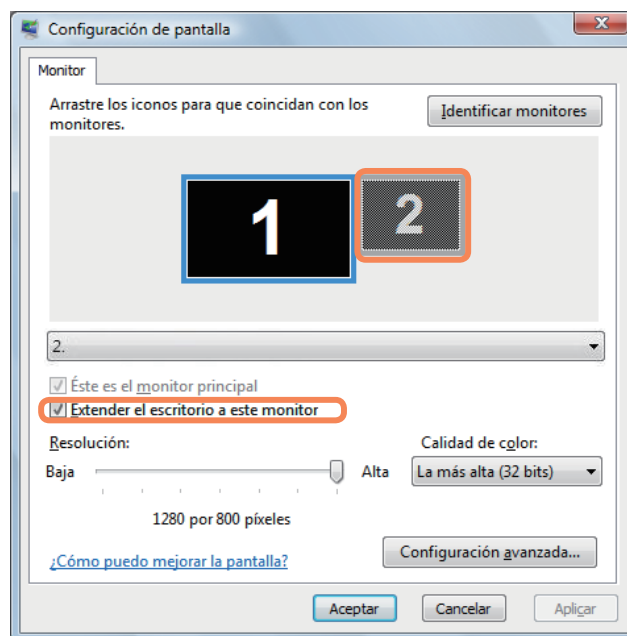 Configuración de pantalla
Monitor
Arrastre los iconos para que coincidan con los
monitores.
Identificar monitores
1
2
2.
Éste es el monitor principal
Extender el escritorio a este monitor
Resolución:
Baja
Alta
1280 por 800 píxeles
Calidad de color:
La más alta (32 bits)
¿Cómo puedo mejorar la pantalla?
Configuración avanzada...
Aceptar
Cancelar
Aplicar